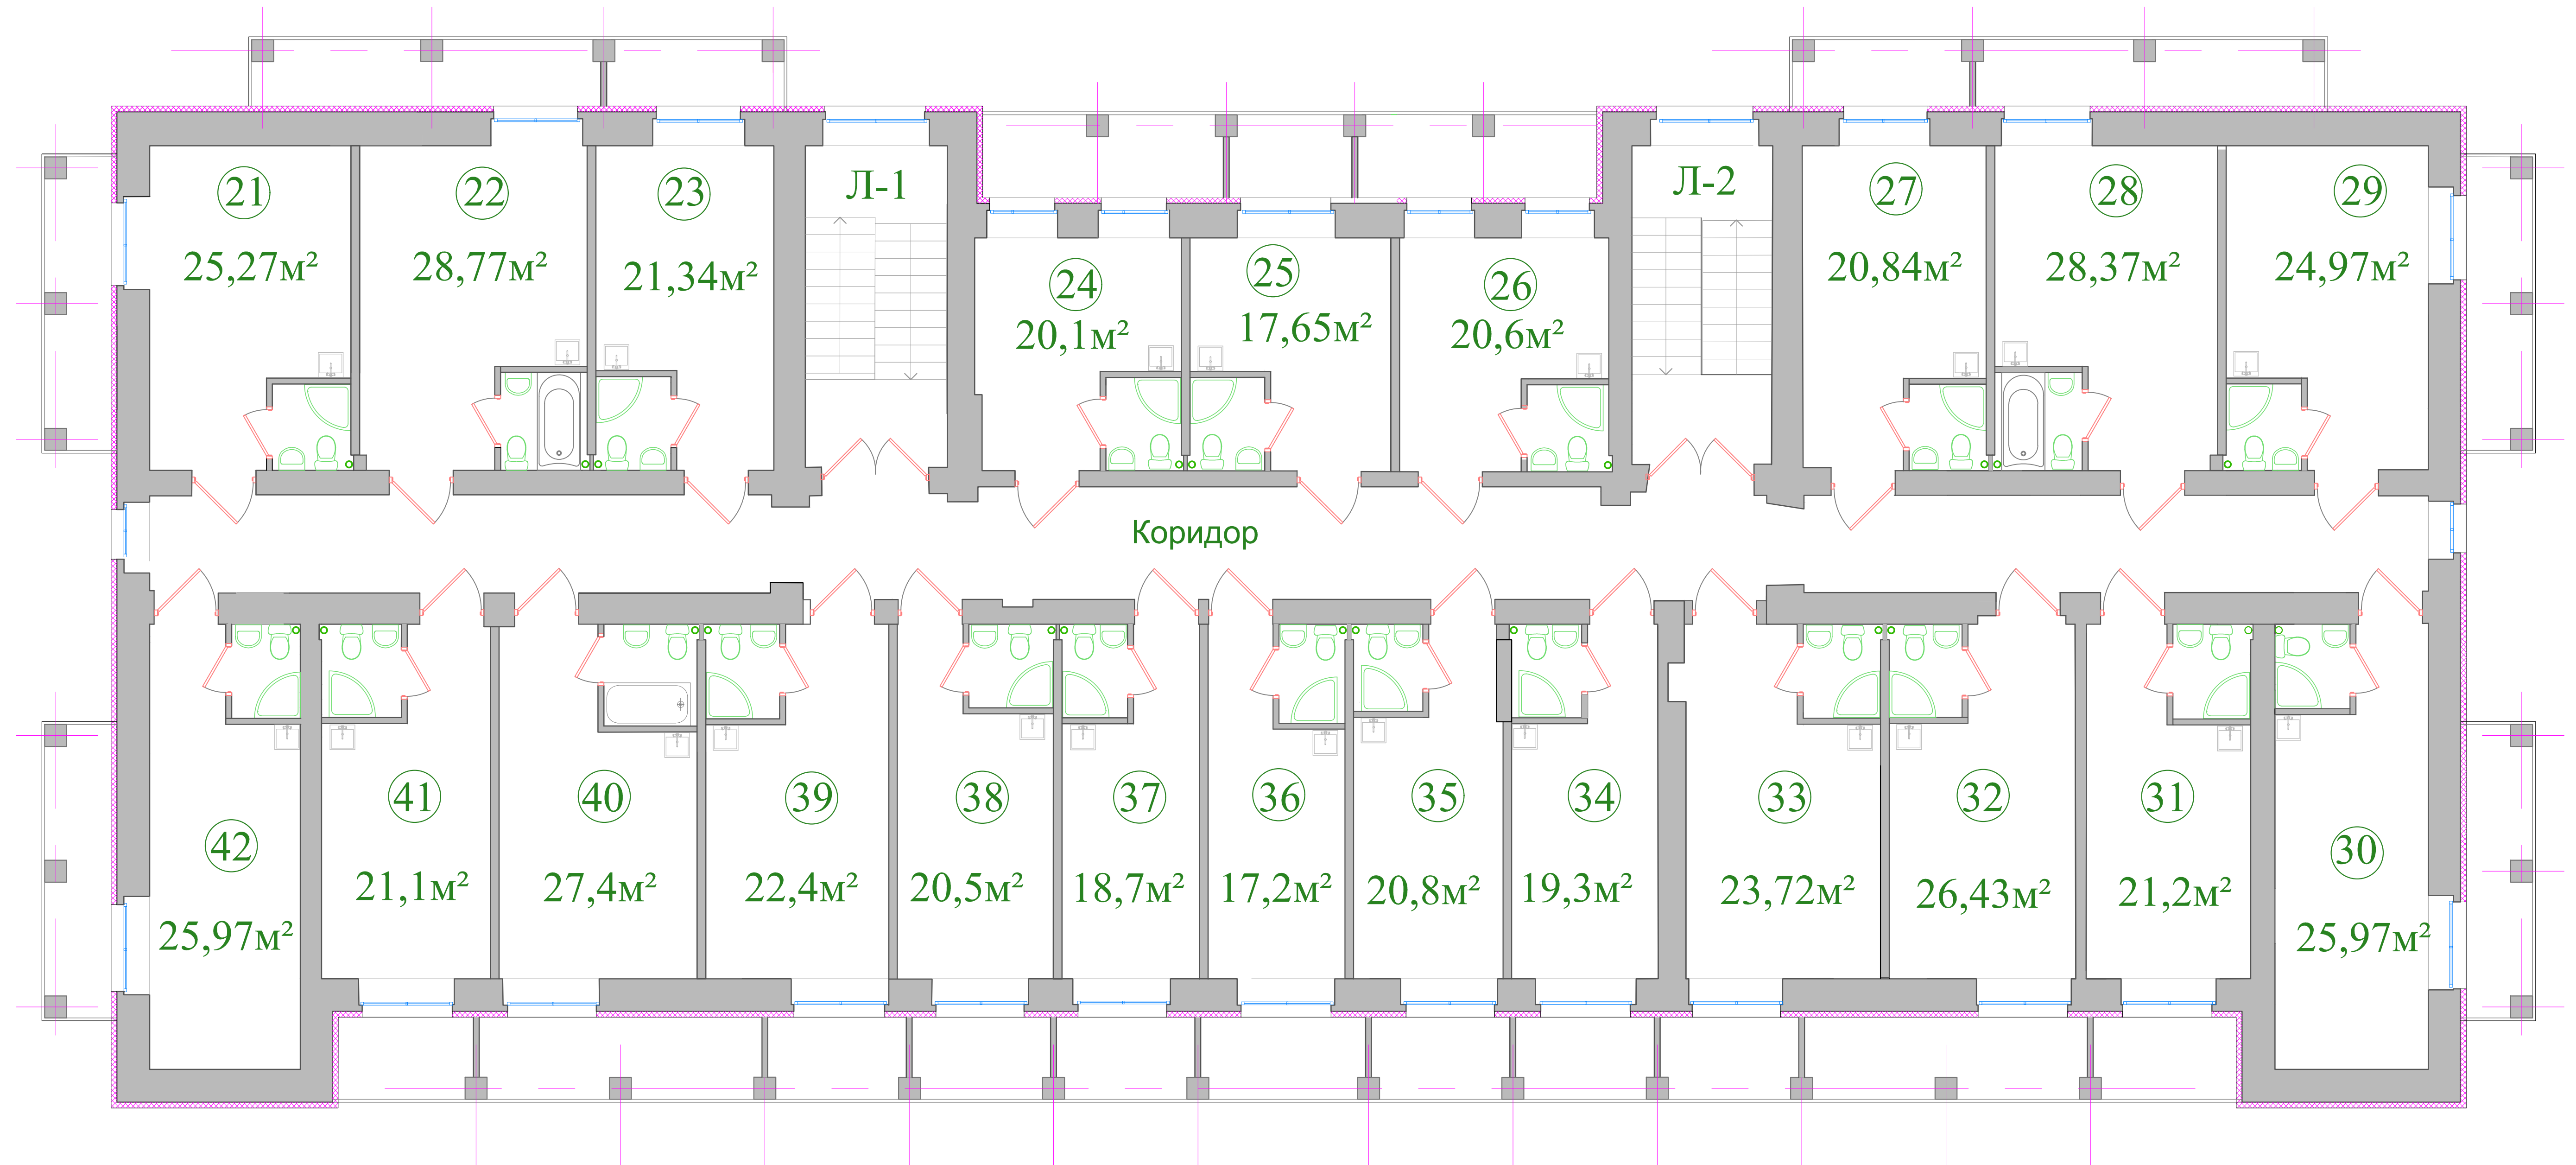 21
25,27м²
22
28,77м²
23
21,34м²
Л-1
24
20,1м²
25
17,65м²
26
20,6м²
Л-2
27
20,84м²
28
28,37м²
29
24,97м²
Коридор
42
25,97м²
41
21,1м²
40
27,4м²
39
22,4м²
38
20,5м²
37
18,7м²
36
17,2м²
35
20,8м²
34
19,3м²
33
23,72м²
32
26,43м²
31
21,2м²
30
25,97м²